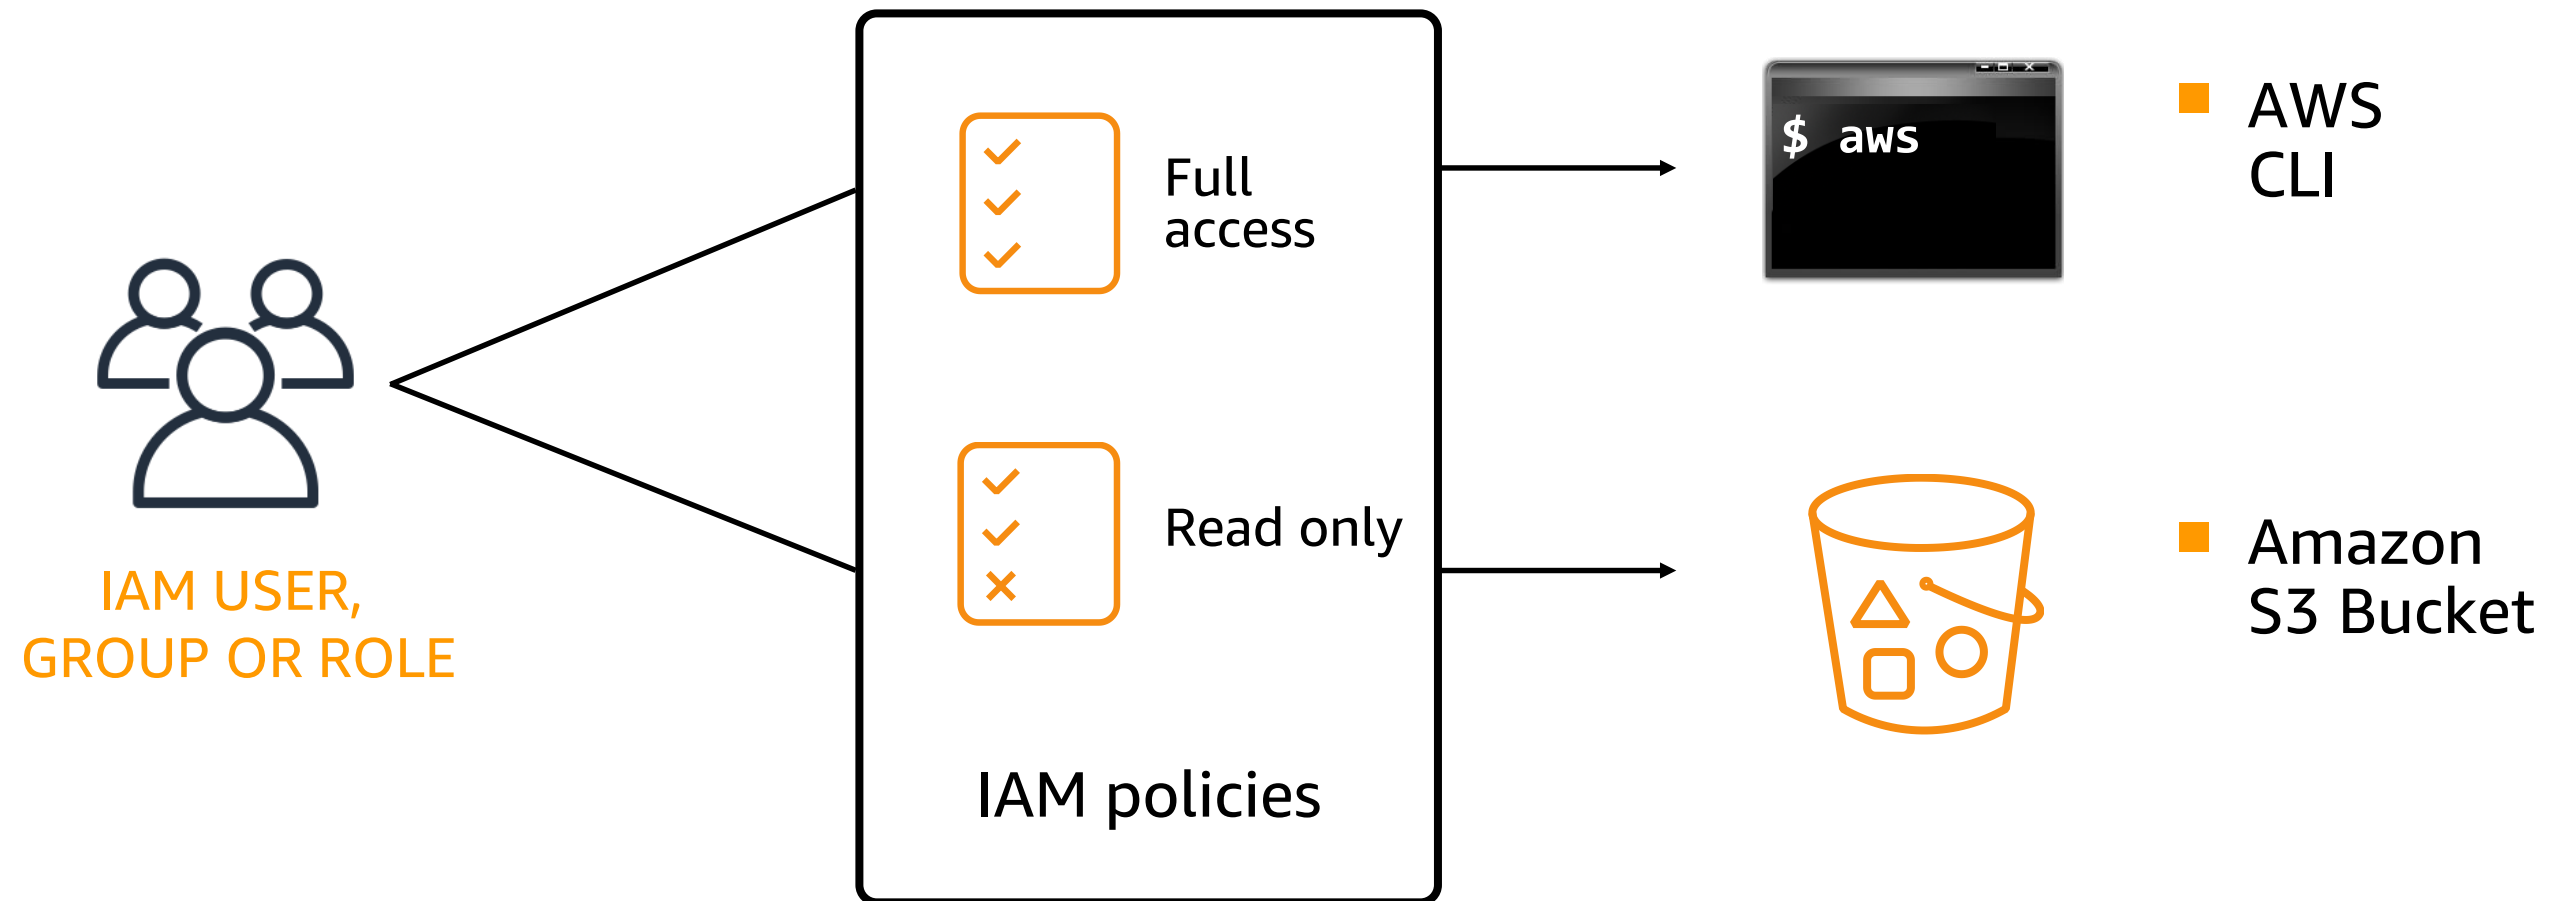 IAM USER,
GROUP OR ROLE
Full
access
Read only
IAM policies
$ aws
AWS
CLI
Amazon
S3 Bucket